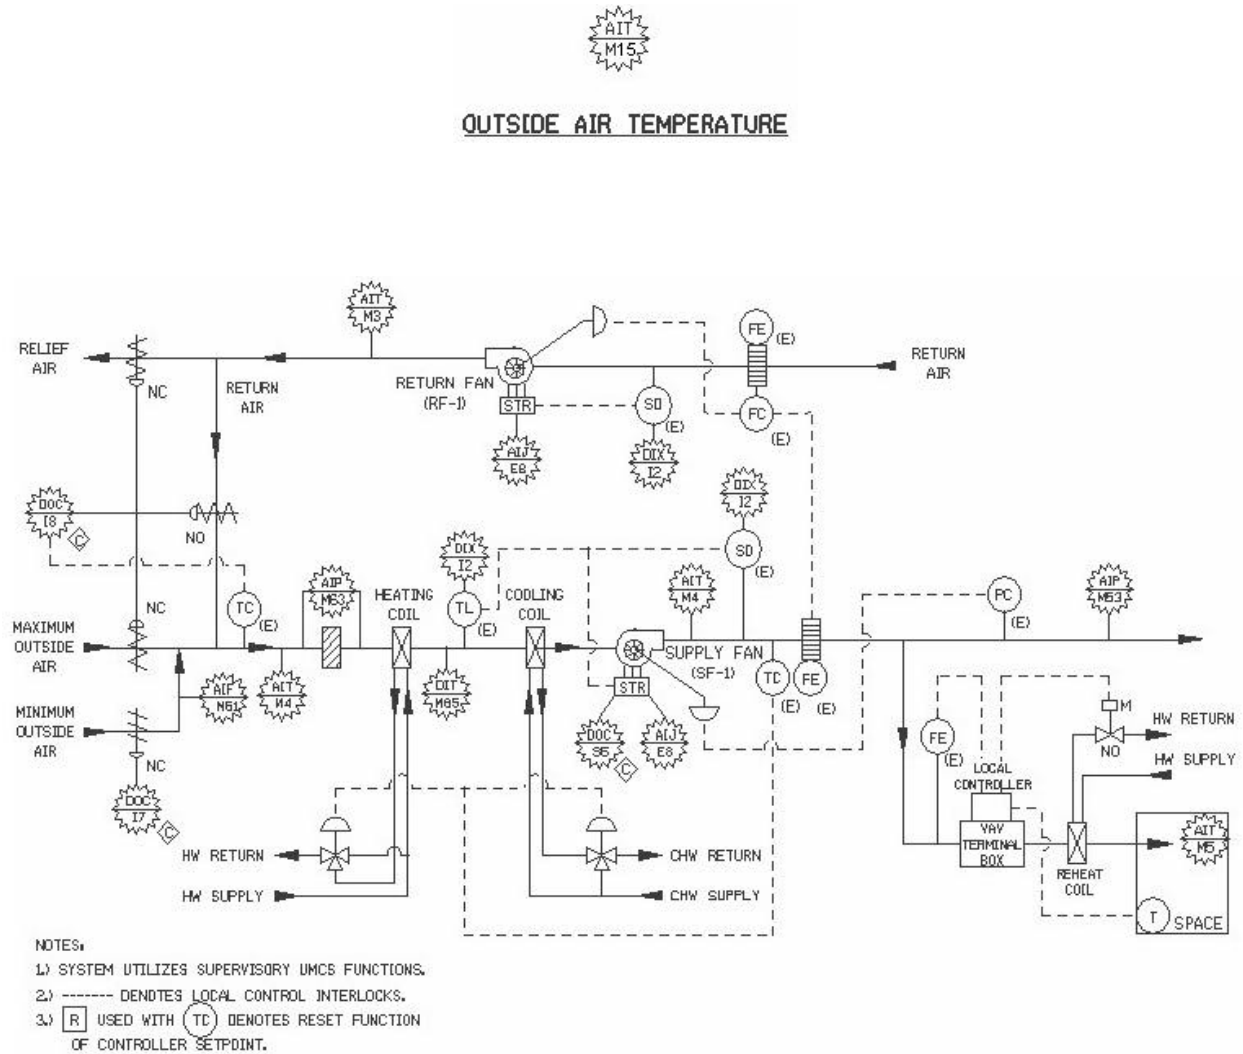 AIT
M15
OUTSIDE AIR TEMPERATURE
AIT
M3
FE
(E)
RELIEF
AIR
RETURN
AIR
NC
RETURN
AIR
RETURN FAN
(RF-1)
STR
SD
(E)
FC
(E)
AIJ
E8
DIX
I2
DIX
I2
DOC
I8
C
NO
SD
(E)
DIX
I2
AIP
M63
HEATING
COIL
COOLING
COIL
AIT
M4
PC
(E)
AIP
M53
NC
TC
(E)
TL
(E)
MAXIMUM
OUTSIDE
AIR
SUPPLY FAN
(SF-1)
TC
(E)
FE
(E)
AIF
M61
AIT
M4
DIT
M65
STR
MINIMUM
OUTSIDE
AIR
NC
DOC
S6
C
AIJ
E8
FE
(E)
M
NO
HW RETURN
HW SUPPLY
LOCAL
CONTROLLER
DOC
I7
C
VAV
TERMINAL
BOX
REHEAT
COIL
AIT
M5
T
SPACE
HW RETURN
HW SUPPLY
CHW RETURN
CHW SUPPLY
NOTES:
1.) SYSTEM UTILIZES SUPERVISORY UMCS FUNCTIONS.
2.) ------- DENOTES LOCAL CONTROL INTERLOCKS.
3.) R USED WITH TC DENOTES RESET FUNCTION
OF CONTROLLER SETPOINT.